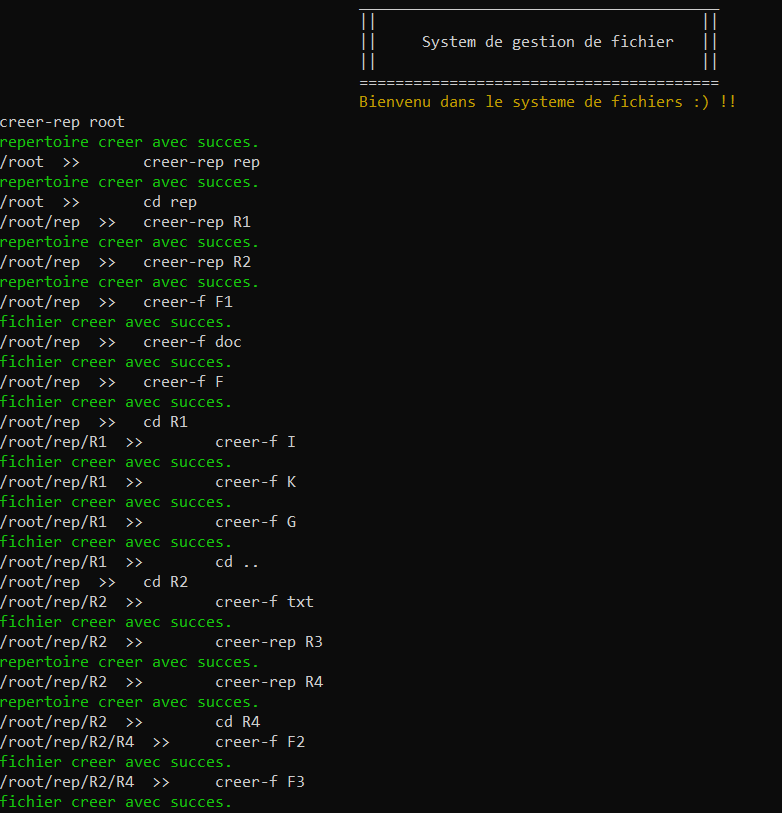 ________________________________________
||                                    ||
||     System de gestion de fichier   ||
||                                    ||
========================================
Bienvenu dans le systeme de fichiers :) !!
creer-rep root
repertoire creer avec succes.
/root  >>       creer-rep rep
repertoire creer avec succes.
/root  >>       cd rep
/root/rep  >>   creer-rep R1
repertoire creer avec succes.
/root/rep  >>   creer-rep R2
repertoire creer avec succes.
/root/rep  >>   creer-f F1
fichier creer avec succes.
/root/rep  >>   creer-f doc
fichier creer avec succes.
/root/rep  >>   creer-f F
fichier creer avec succes.
/root/rep  >>   cd R1
/root/rep/R1  >>        creer-f I
fichier creer avec succes.
/root/rep/R1  >>        creer-f K
fichier creer avec succes.
/root/rep/R1  >>        creer-f G
fichier creer avec succes.
/root/rep/R1  >>        cd ..
/root/rep  >>   cd R2
/root/rep/R2  >>        creer-f txt
fichier creer avec succes.
/root/rep/R2  >>        creer-rep R3
repertoire creer avec succes.
/root/rep/R2  >>        creer-rep R4
repertoire creer avec succes.
/root/rep/R2  >>        cd R4
/root/rep/R2/R4  >>     creer-f F2
fichier creer avec succes.
/root/rep/R2/R4  >>     creer-f F3
fichier creer avec succes.